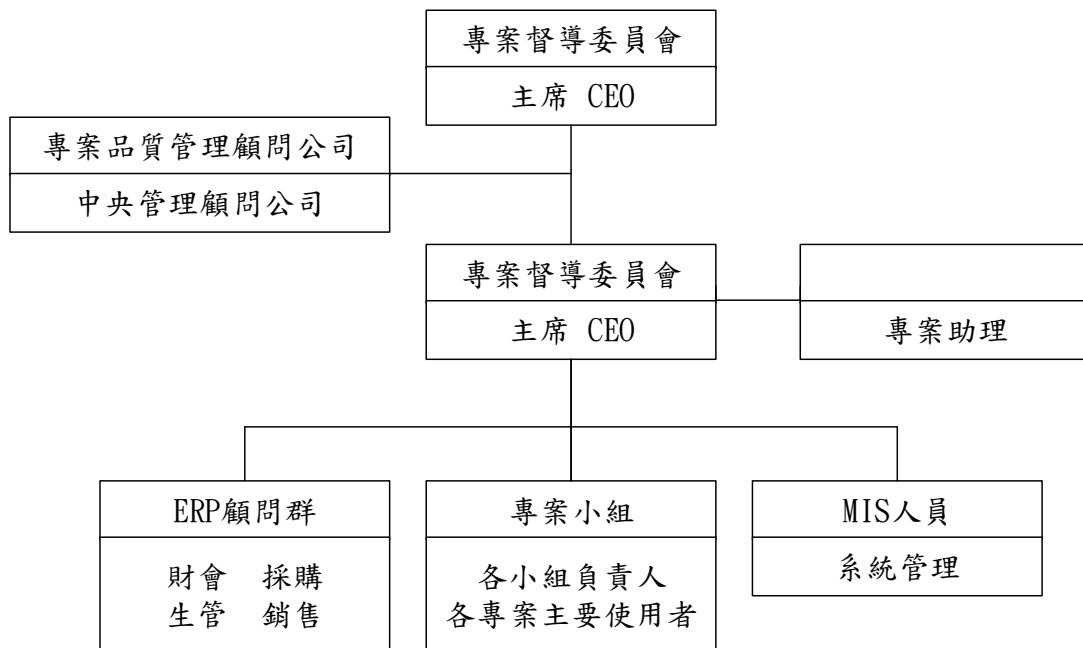 專案督導委員會
主席 CEO
專案品質管理顧問公司
中央管理顧問公司
專案督導委員會
主席 CEO
專案助理
ERP顧問群
財會 採購
生管 銷售
專案小組
各小組負責人
各專案主要使用者
MIS人員
系統管理